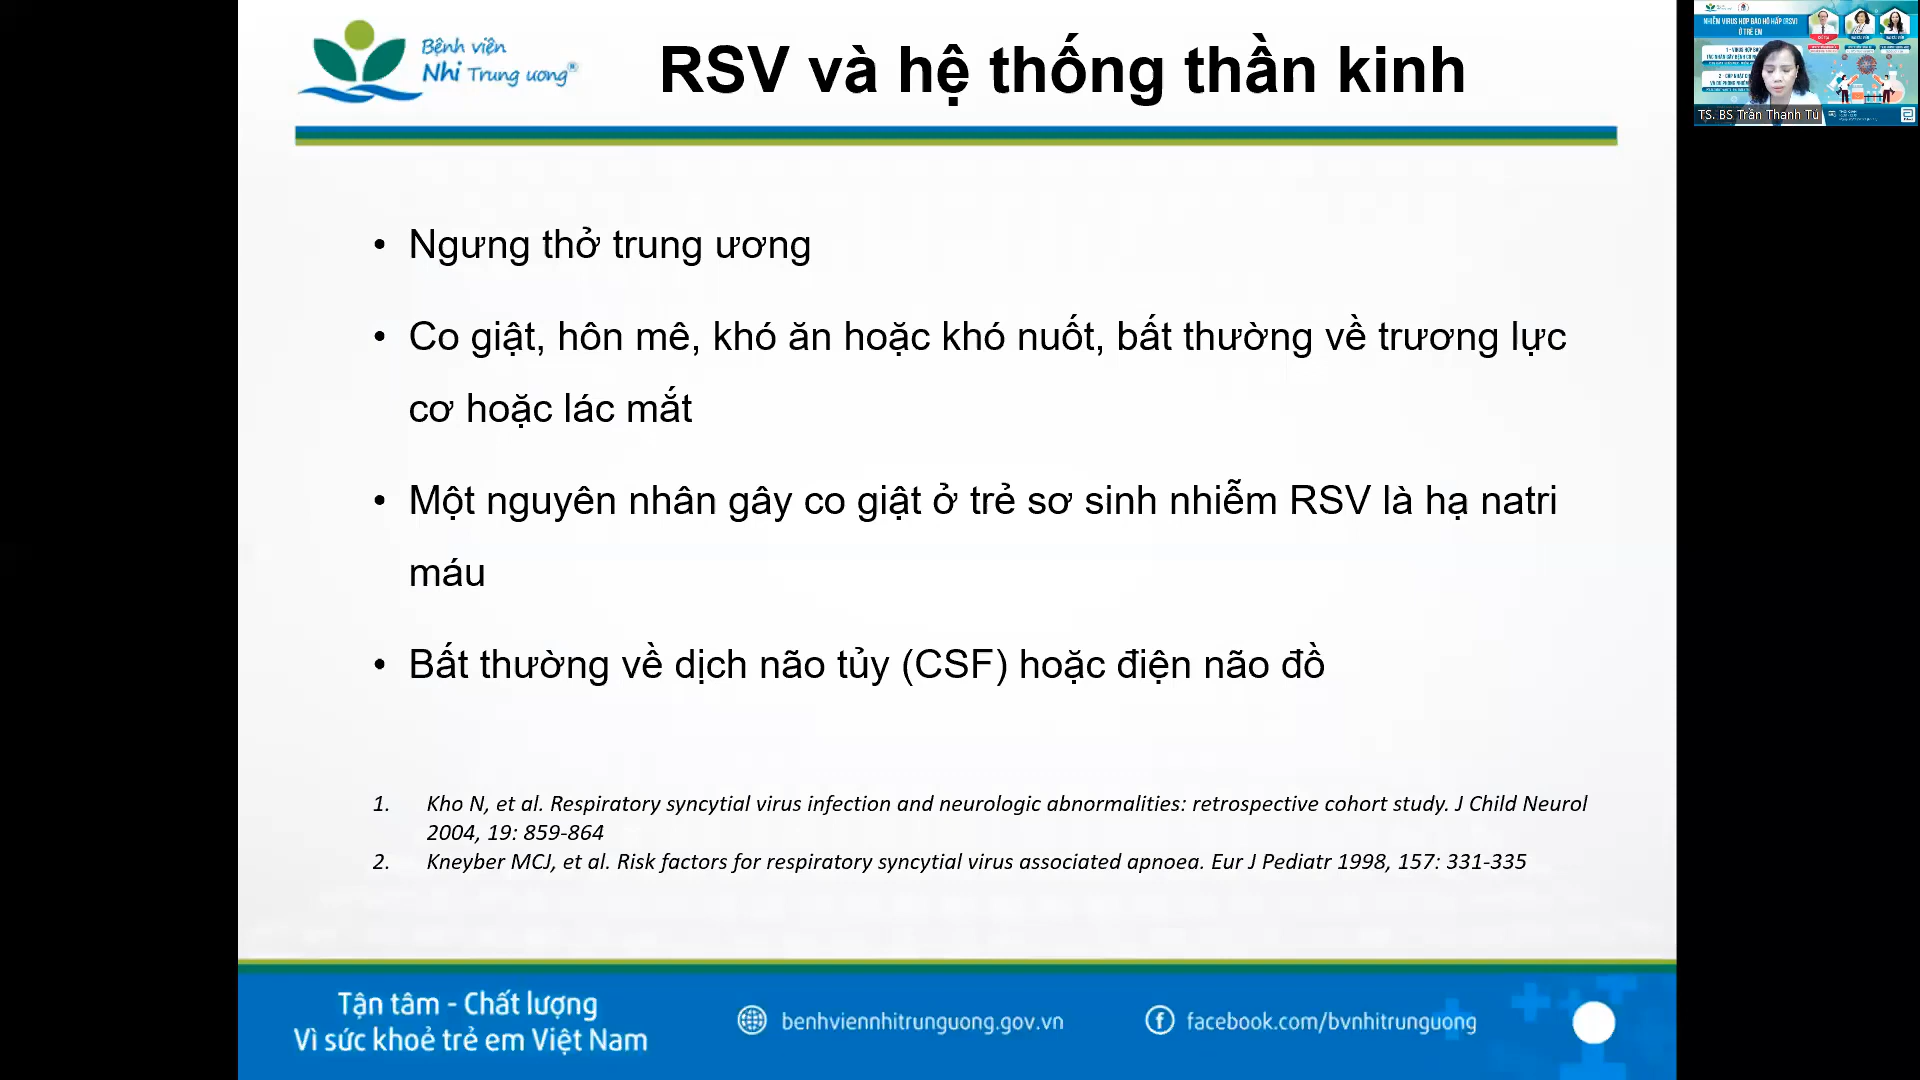 Bệnh viện
Nhi Trung ương®
RSV và hệ thống thần kinh
NHIỄM VIRUS HỢP BÀO HÔ HẤP (RSV)
Ở TRẺ EM
TS. BS Trần Thanh Tú
• Ngưng thở trung ương
• Co giật, hôn mê, khó ăn hoặc khó nuốt, bất thường về trương lực
cơ hoặc lác mắt
• Một nguyên nhân gây co giật ở trẻ sơ sinh nhiễm RSV là hạ natri
máu
• Bất thường về dịch não tủy (CSF) hoặc điện não đồ
1. Kho N, et al. Respiratory syncytial virus infection and neurologic abnormalities: retrospective cohort study. J Child Neurol
2004, 19: 859-864
2. Kneyber MCJ, et al. Risk factors for respiratory syncytial virus associated apnoea. Eur J Pediatr 1998, 157: 331-335
Tận tâm - Chất lượng
Vì sức khoẻ trẻ em Việt Nam
benhviennhitrunguong.gov.vn
facebook.com/bvnhitrunguong